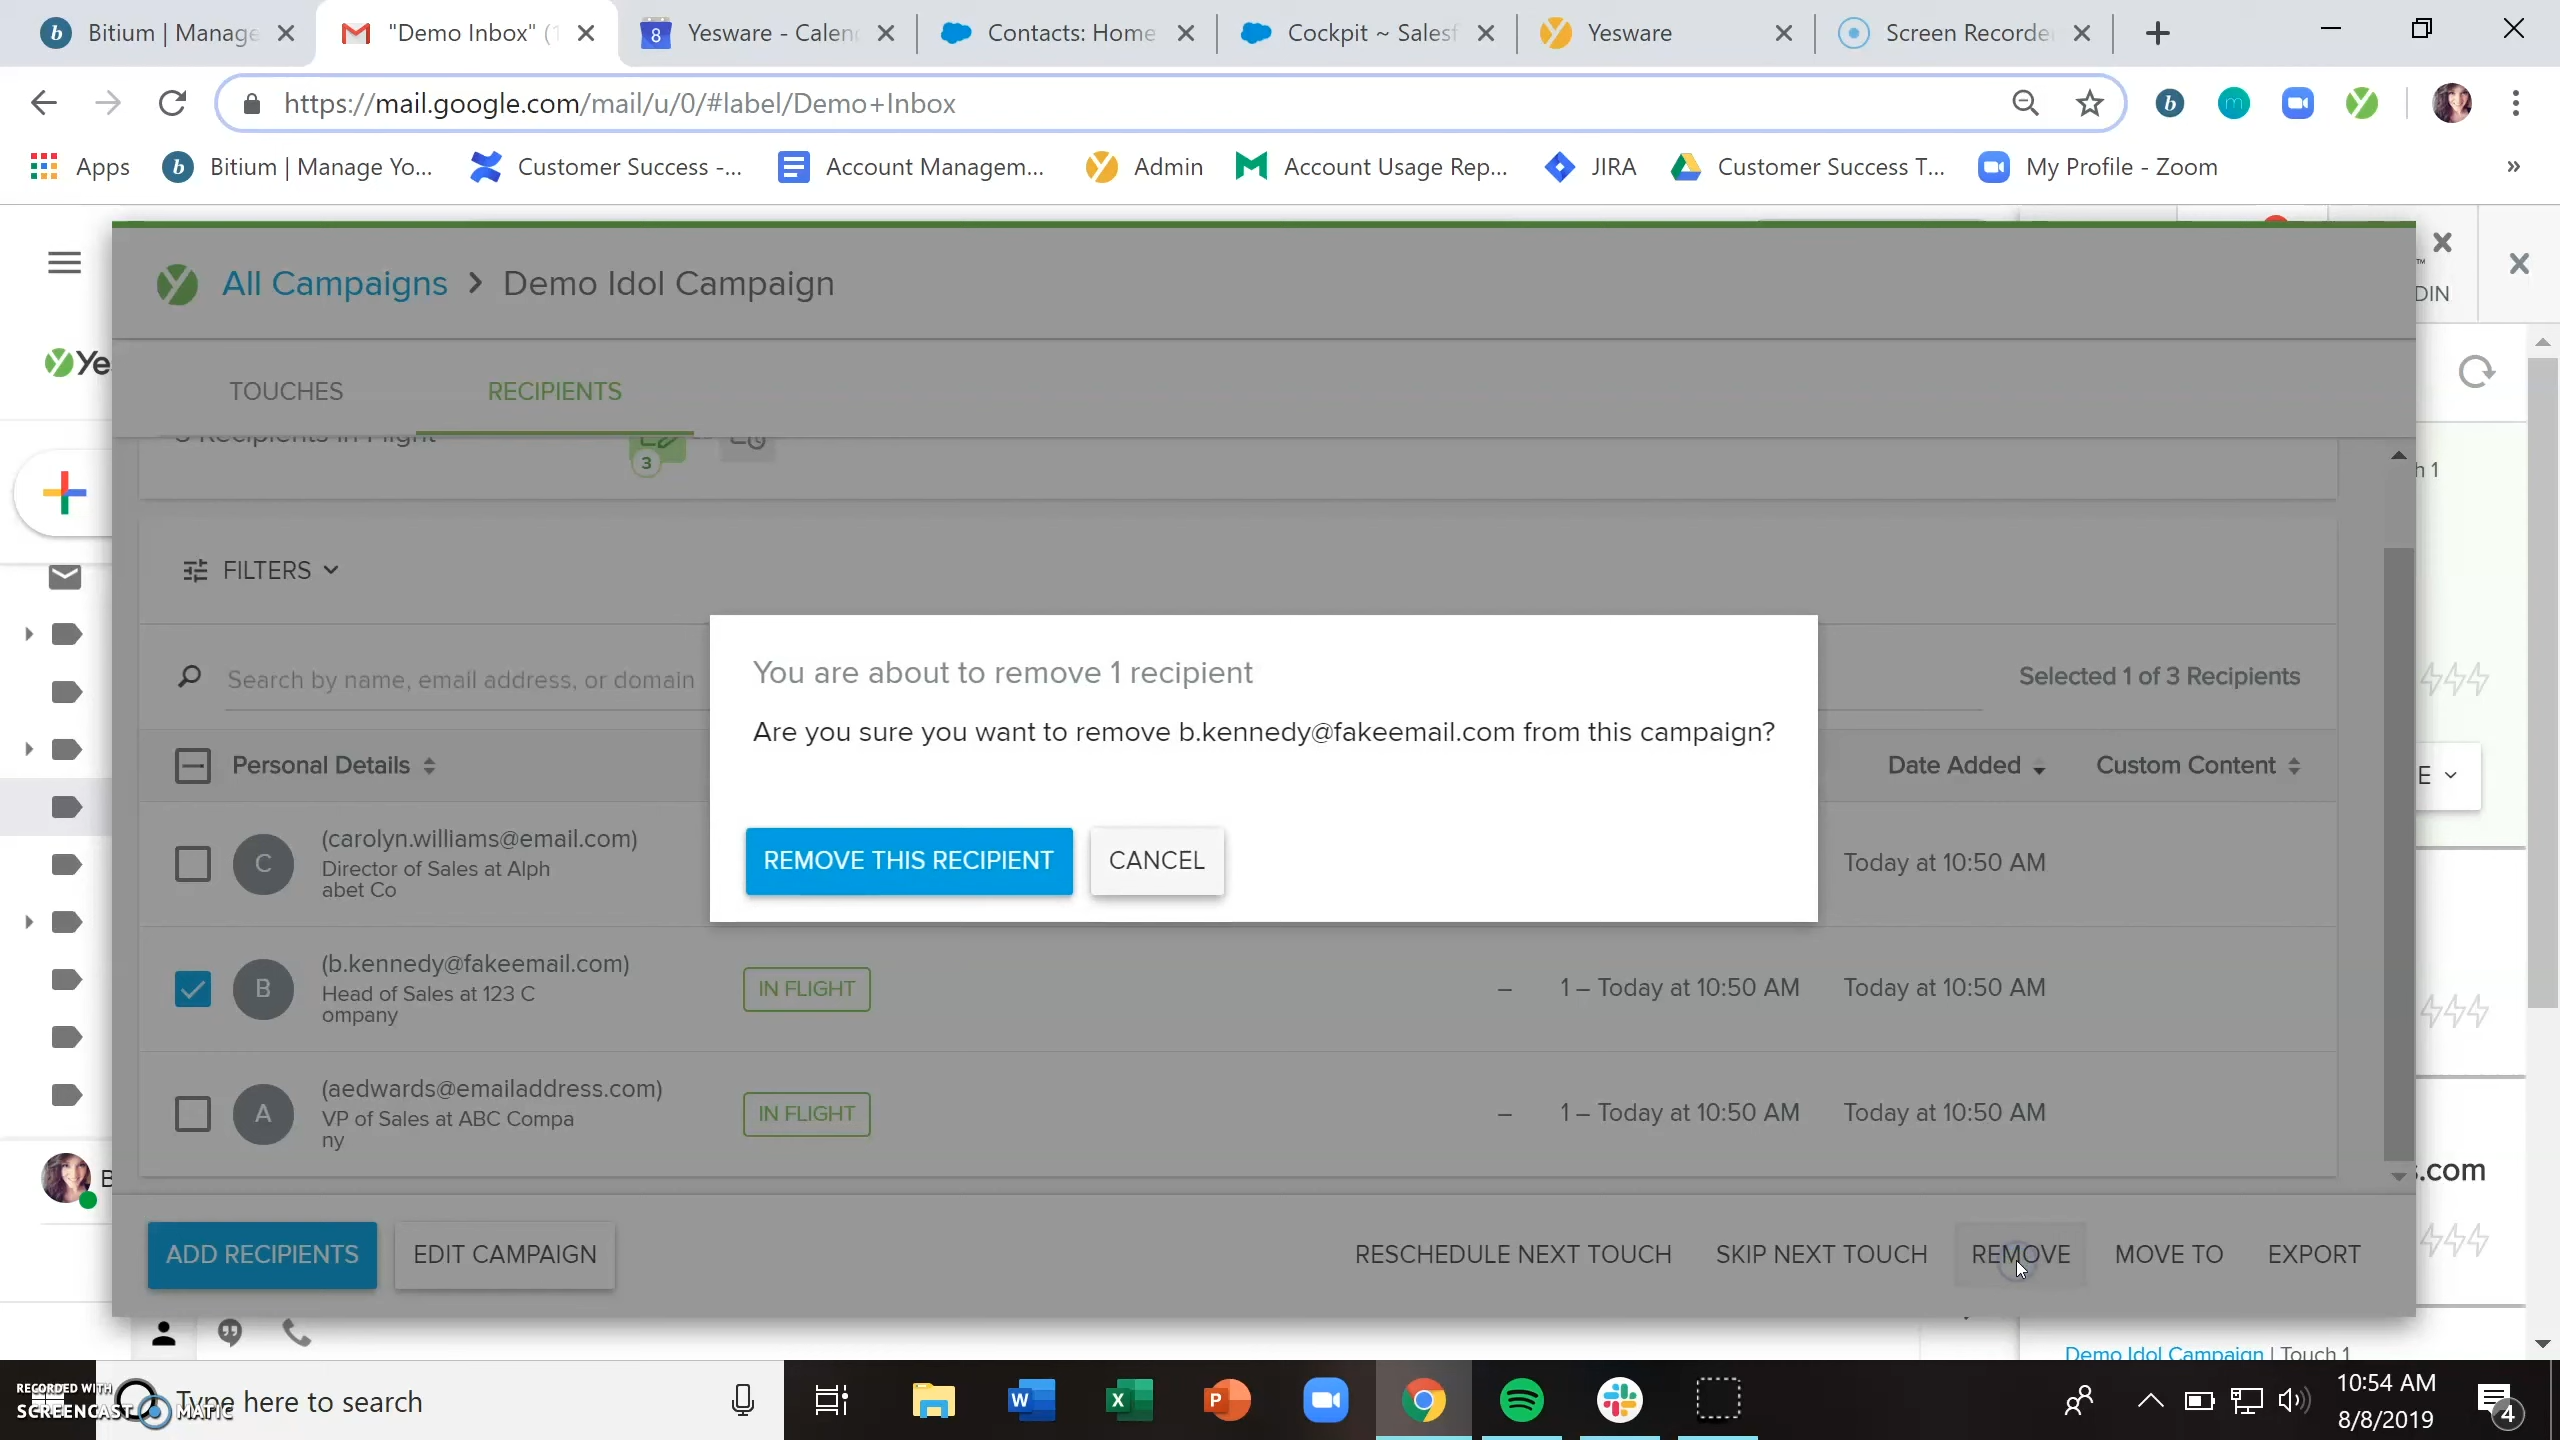 Bitium | Manage
"Demo Inbox" (
Yesware - Calen
Contacts: Home
Cockpit ~ Salesf
Yesware
Screen Recorde
https://mail.google.com/mail/u/0/#label/Demo+Inbox
Apps
Bitium | Manage Yo...
Customer Success -...
Account Managem...
Admin
Account Usage Rep...
JIRA
Customer Success T...
My Profile - Zoom
All Campaigns > Demo Idol Campaign
DIN
Ye
TOUCHES
RECIPIENTS
3
h 1
FILTERS
Search by name, email address, or domain
Selected 1 of 3 Recipients
You are about to remove 1 recipient
Are you sure you want to remove b.kennedy@fakeemail.com from this campaign?
REMOVE THIS RECIPIENT
CANCEL
Personal Details
Date Added
Custom Content
E
C
(carolyn.williams@email.com)
Director of Sales at Alph
abet Co
Today at 10:50 AM
B
(b.kennedy@fakeemail.com)
Head of Sales at 123 C
ompany
IN FLIGHT
–
1 – Today at 10:50 AM
Today at 10:50 AM
A
(aedwards@emailaddress.com)
VP of Sales at ABC Compa
ny
IN FLIGHT
–
1 – Today at 10:50 AM
Today at 10:50 AM
.com
ADD RECIPIENTS
EDIT CAMPAIGN
RESCHEDULE NEXT TOUCH
SKIP NEXT TOUCH
REMOVE
MOVE TO
EXPORT
Demo Idol Campaign | Touch 1
RECORDED WITH
SCREENCAST MATIC
Type here to search
10:54 AM
8/8/2019
4